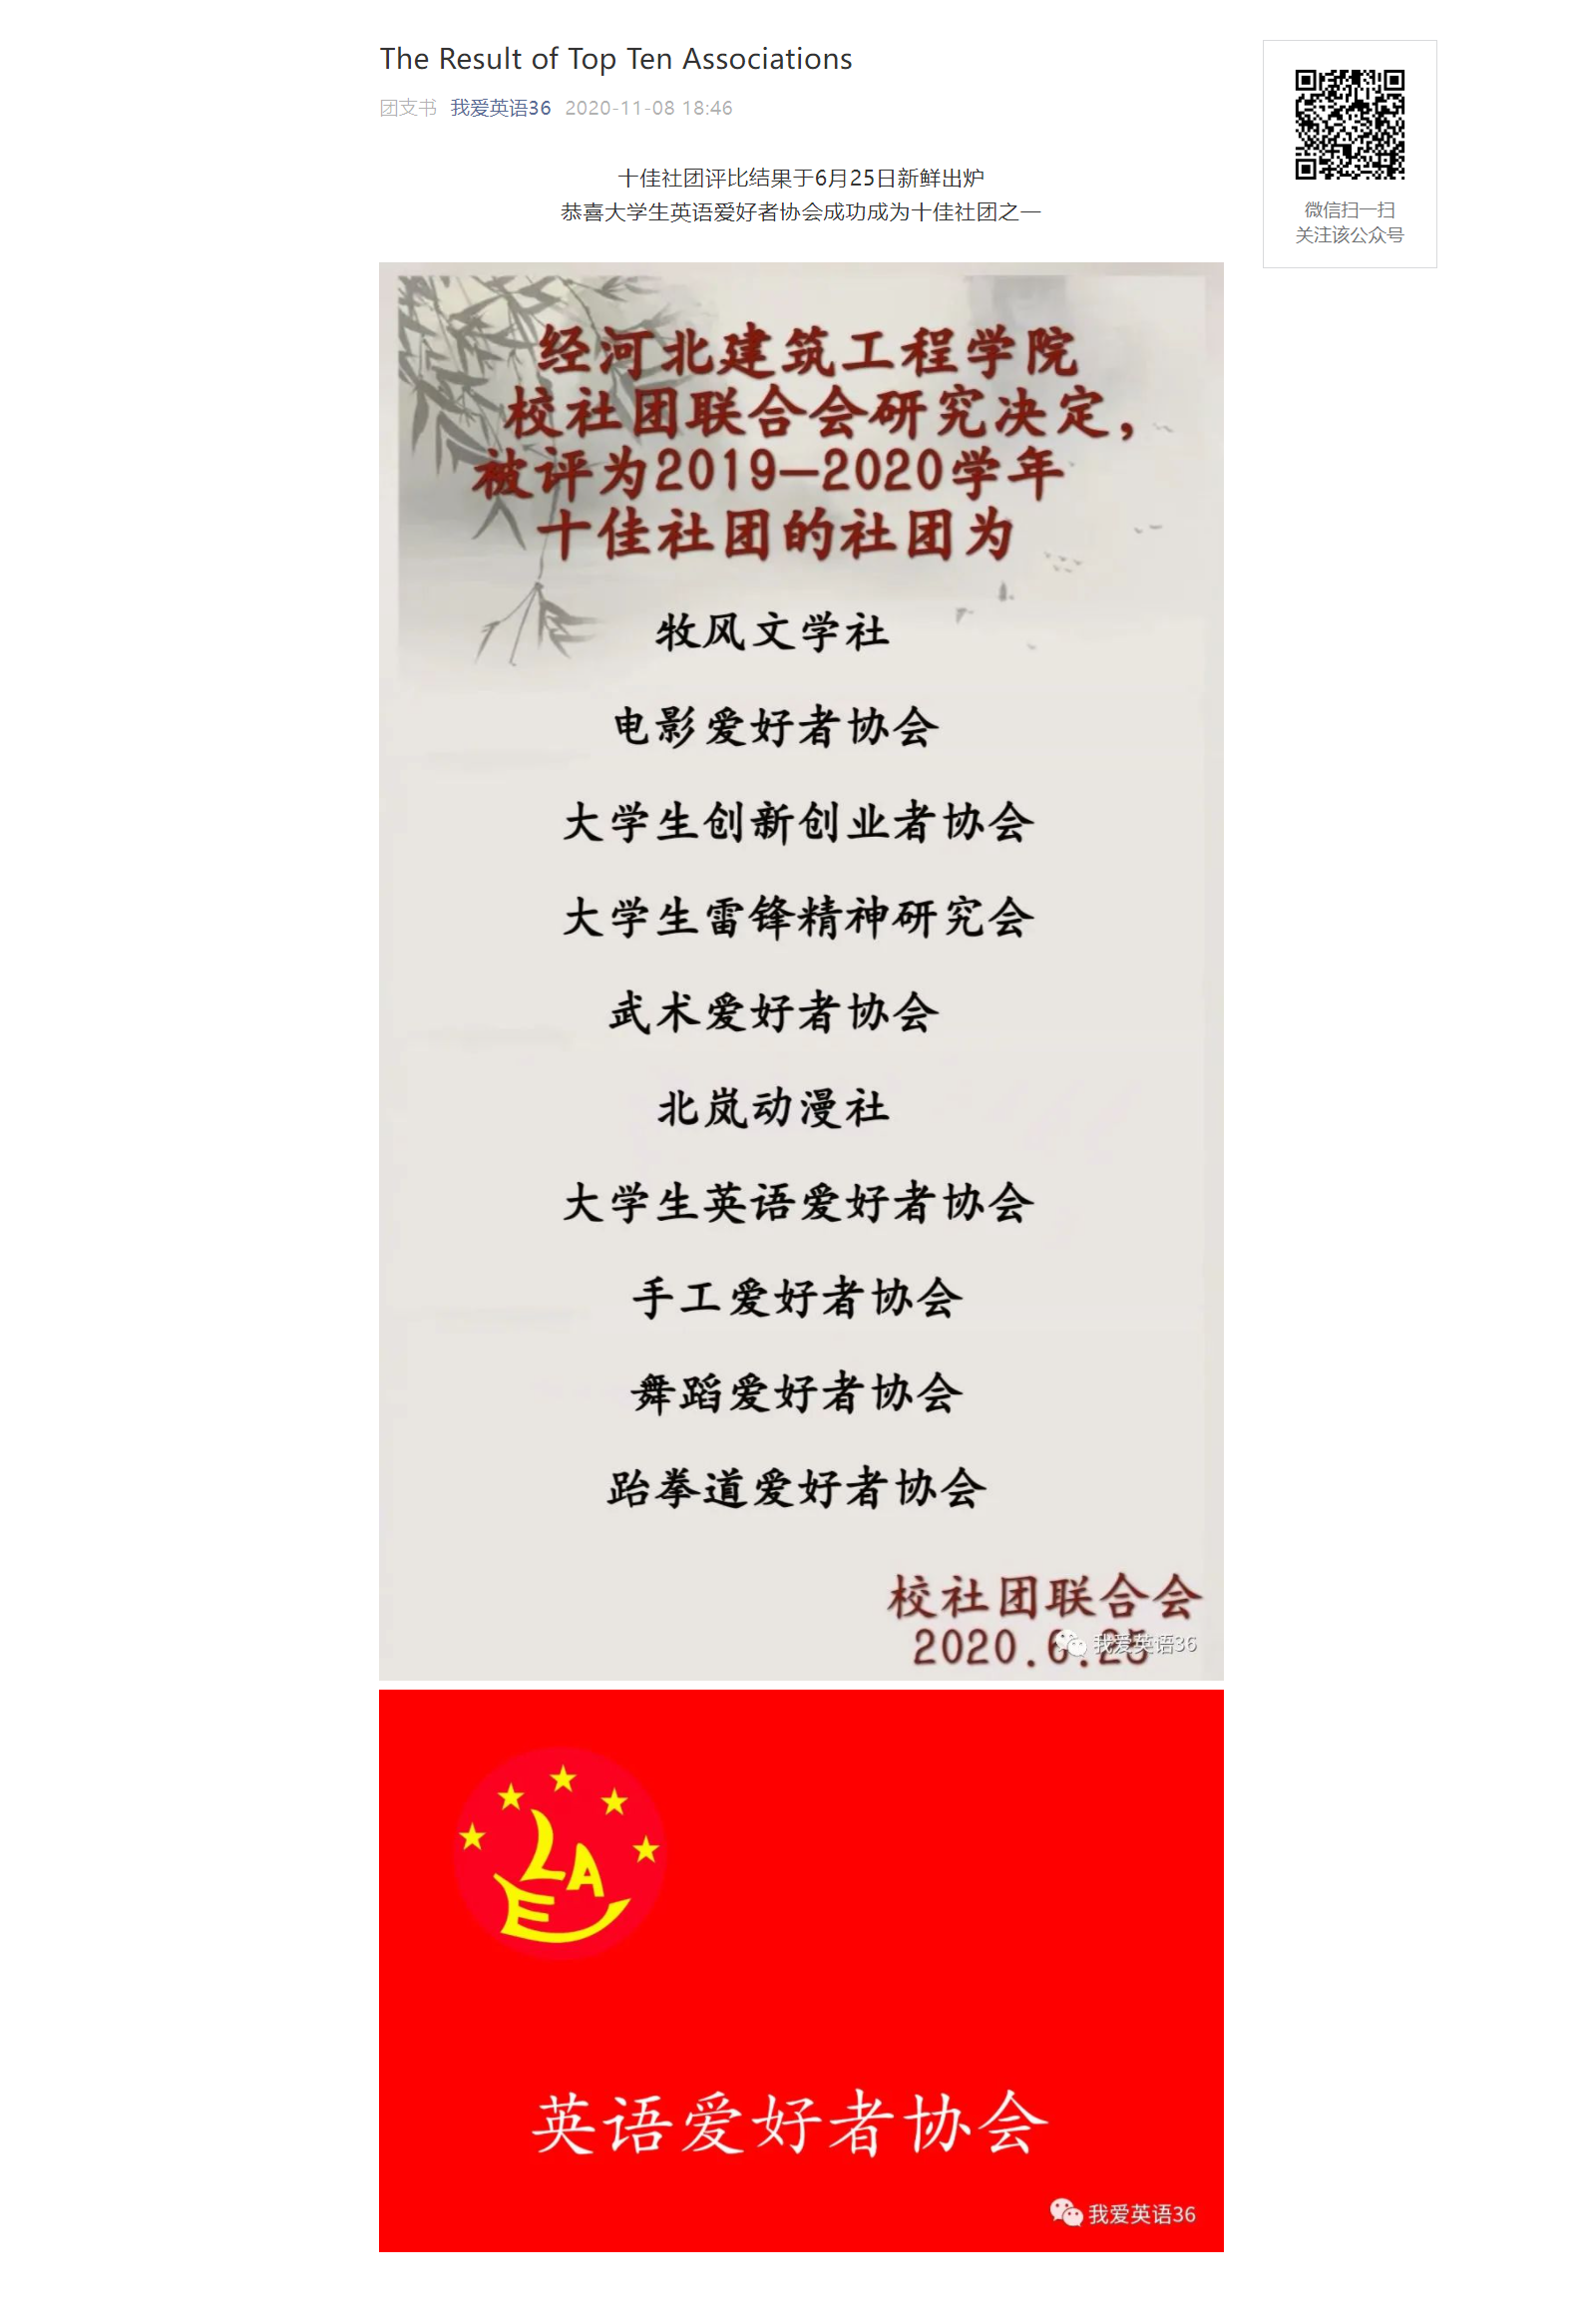 The Result of Top Ten Associations
团支书 我爱英语36 2020-11-08 18:46
微信扫一扫
关注该公众号
十佳社团评比结果于6月25日新鲜出炉
恭喜大学生英语爱好者协会成功成为十佳社团之一
经河北建筑工程学院
校社团联合会研究决定，
被评为2019—2020学年
十佳社团的社团为
牧风文学社
电影爱好者协会
大学生创新创业者协会
大学生雷锋精神研究会
武术爱好者协会
北岚动漫社
大学生英语爱好者协会
手工爱好者协会
舞蹈爱好者协会
跆拳道爱好者协会
校社团联合会
2020.6.25
我爱英语36
LAE
英语爱好者协会
我爱英语36